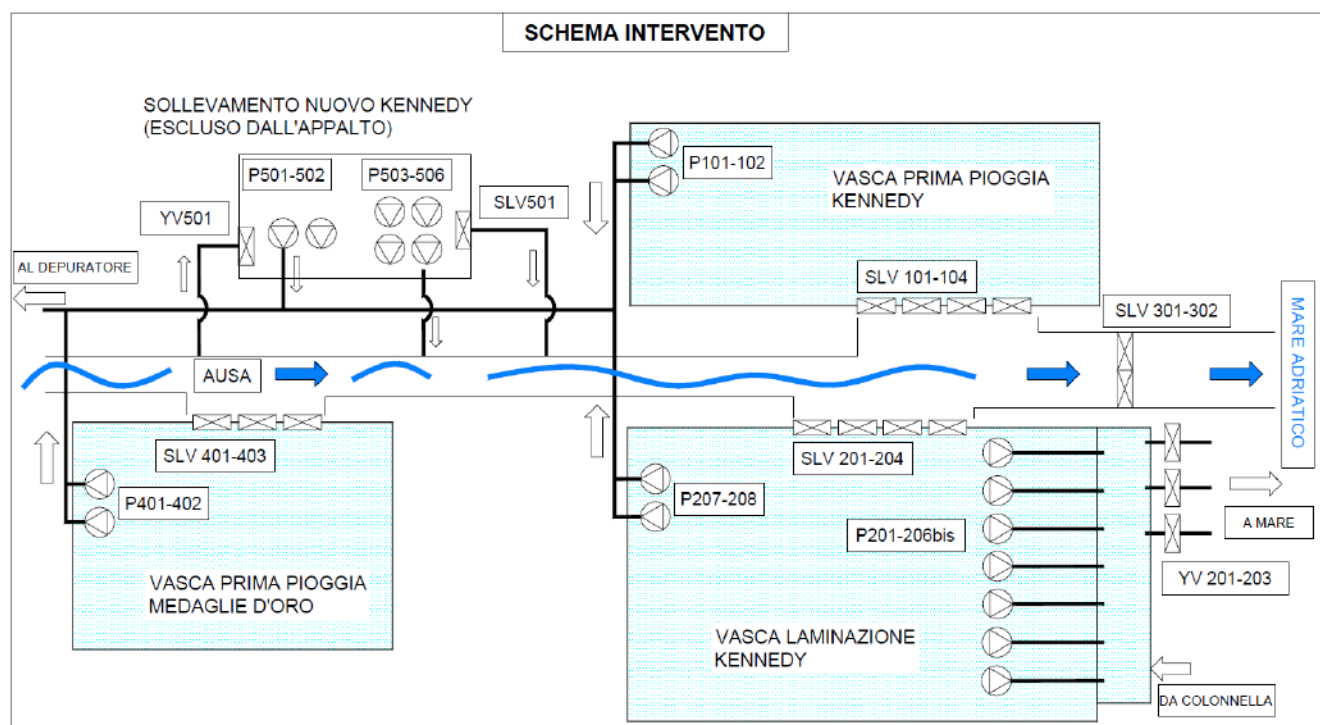 SCHEMA INTERVENTO
SOLLEVAMENTO NUOVO KENNEDY
(ESCLUSO DALL'APPALTO)
P501-502
P503-506
YV501
SLV501
P101-102
VASCA PRIMA PIOGGIA
KENNEDY
AL DEPURATORE
SLV 101-104
SLV 301-302
MARE ADRIATICO
AUSA
SLV 401-403
SLV 201-204
P401-402
P207-208
P201-206bis
A MARE
YV 201-203
VASCA PRIMA PIOGGIA
MEDAGLIE D'ORO
VASCA LAMINAZIONE
KENNEDY
DA COLONNELLA